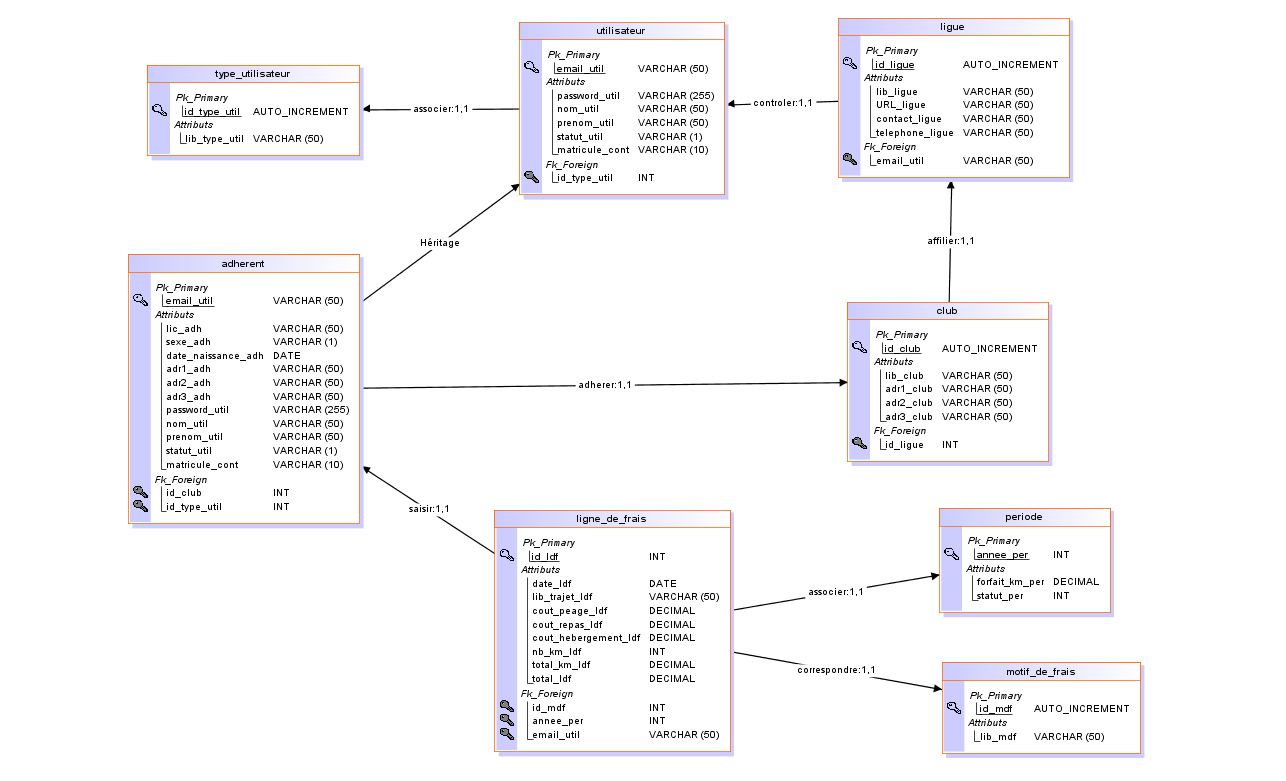 type_utilisateur
Pk_Primary
id_type_util AUTO_INCREMENT
Attributs
lib_type_util VARCHAR (50)
associer:1,1
utilisateur
Pk_Primary
email_util VARCHAR (50)
Attributs
password_util VARCHAR (255)
nom_util VARCHAR (50)
prenom_util VARCHAR (50)
statut_util VARCHAR (1)
matricule_cont VARCHAR (10)
Fk_Foreign
id_type_util INT
controler:1,1
ligue
Pk_Primary
id_ligue AUTO_INCREMENT
Attributs
lib_ligue VARCHAR (50)
URL_ligue VARCHAR (50)
contact_ligue VARCHAR (50)
telephone_ligue VARCHAR (50)
Fk_Foreign
email_util VARCHAR (50)
Héritage
affilier:1,1
adherent
Pk_Primary
email_util VARCHAR (50)
Attributs
lic_adh VARCHAR (50)
sexe_adh VARCHAR (1)
date_naissance_adh DATE
adr1_adh VARCHAR (50)
adr2_adh VARCHAR (50)
adr3_adh VARCHAR (50)
password_util VARCHAR (255)
nom_util VARCHAR (50)
prenom_util VARCHAR (50)
statut_util VARCHAR (1)
matricule_cont VARCHAR (10)
Fk_Foreign
id_club INT
id_type_util INT
adherer:1,1
club
Pk_Primary
id_club AUTO_INCREMENT
Attributs
lib_club VARCHAR (50)
adr1_club VARCHAR (50)
adr2_club VARCHAR (50)
adr3_club VARCHAR (50)
Fk_Foreign
id_ligue INT
saisir:1,1
ligne_de_frais
Pk_Primary
id_ldf INT
Attributs
date_ldf DATE
lib_trajet_ldf VARCHAR (50)
cout_peage_ldf DECIMAL
cout_repas_ldf DECIMAL
cout_hebergement_ldf DECIMAL
nb_km_ldf INT
total_km_ldf DECIMAL
total_ldf DECIMAL
Fk_Foreign
id_mdf INT
annee_per INT
email_util VARCHAR (50)
associer:1,1
periode
Pk_Primary
annee_per INT
Attributs
forfait_km_per DECIMAL
statut_per INT
correspondre:1,1
motif_de_frais
Pk_Primary
id_mdf AUTO_INCREMENT
Attributs
lib_mdf VARCHAR (50)